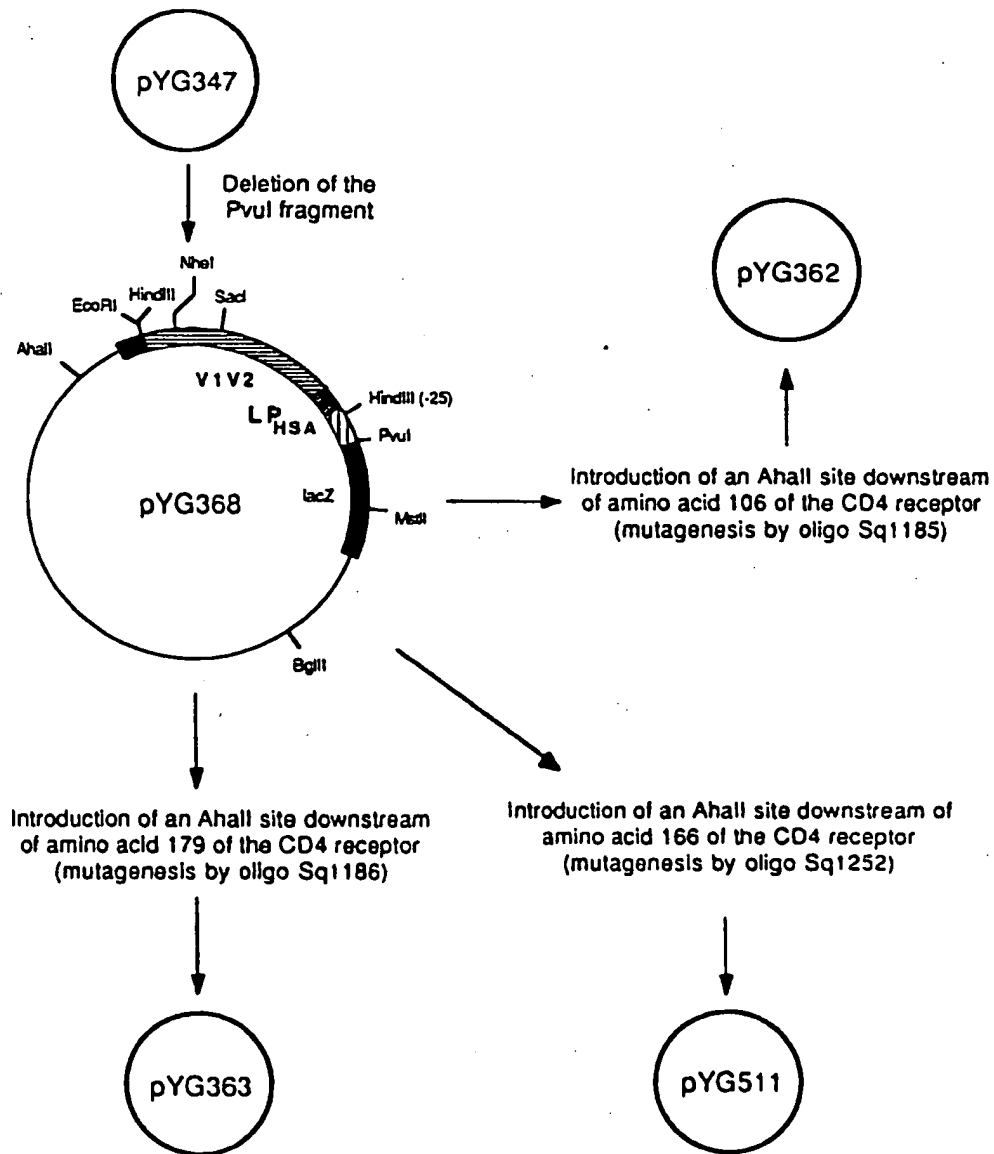 pYG347
Deletion of the
PvuI fragment
NheI
HindIII
SacI
EcoRI
AhaII
V1V2
HindIII (-25)
LP HSA
PvuI
pYG368
lacZ
MstII
BglII
pYG362
Introduction of an AhaII site downstream
of amino acid 106 of the CD4 receptor
(mutagenesis by oligo Sq1185)
Introduction of an AhaII site downstream
of amino acid 179 of the CD4 receptor
(mutagenesis by oligo Sq1186)
Introduction of an AhaII site downstream of
amino acid 166 of the CD4 receptor
(mutagenesis by oligo Sq1252)
pYG363
pYG511